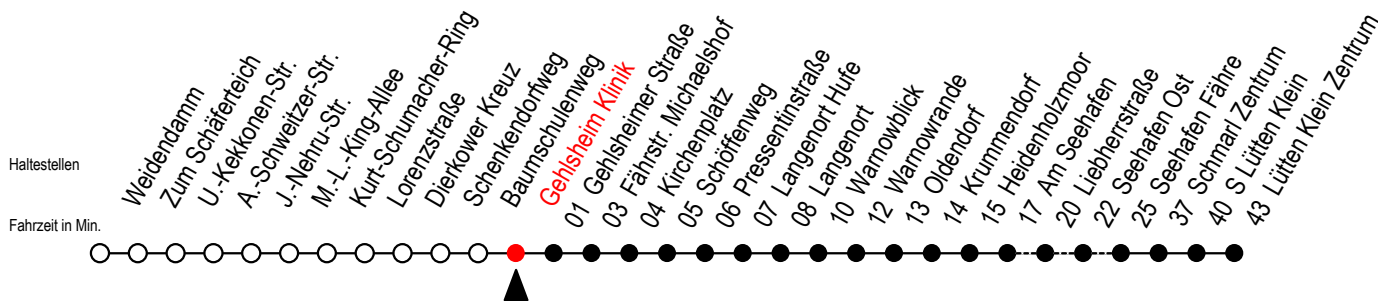 Haltestellen
Fahrzeit in Min.
Weidendamm
Zum Schäferteich
U.-Kekkonen-Str.
A.-Schweitzer-Str.
J.-Nehru-Str.
M.-L.-King-Allee
Kurt-Schumacher-Ring
Lorenzstraße
Dierkower Kreuz
Schenkendorfweg
Baumschulenweg
Gehlsheim Klinik
01 Gehlsheimer Straße
03 Fährstr. Michaelshof
04 Kirchenplatz
05 Schöffenweg
06 Pressentinstraße
07 Langenort Hufe
08 Langenort
10 Warnowblick
12 Warnowrande
13 Oldendorf
14 Krummendorf
15 Heidenholzmoor
17 Am Seehafen
20 Liebherrstraße
22 Seehafen Ost
25 Seehafen Fähre
37 Schmarl Zentrum
40 S Lütten Klein
43 Lütten Klein Zentrum